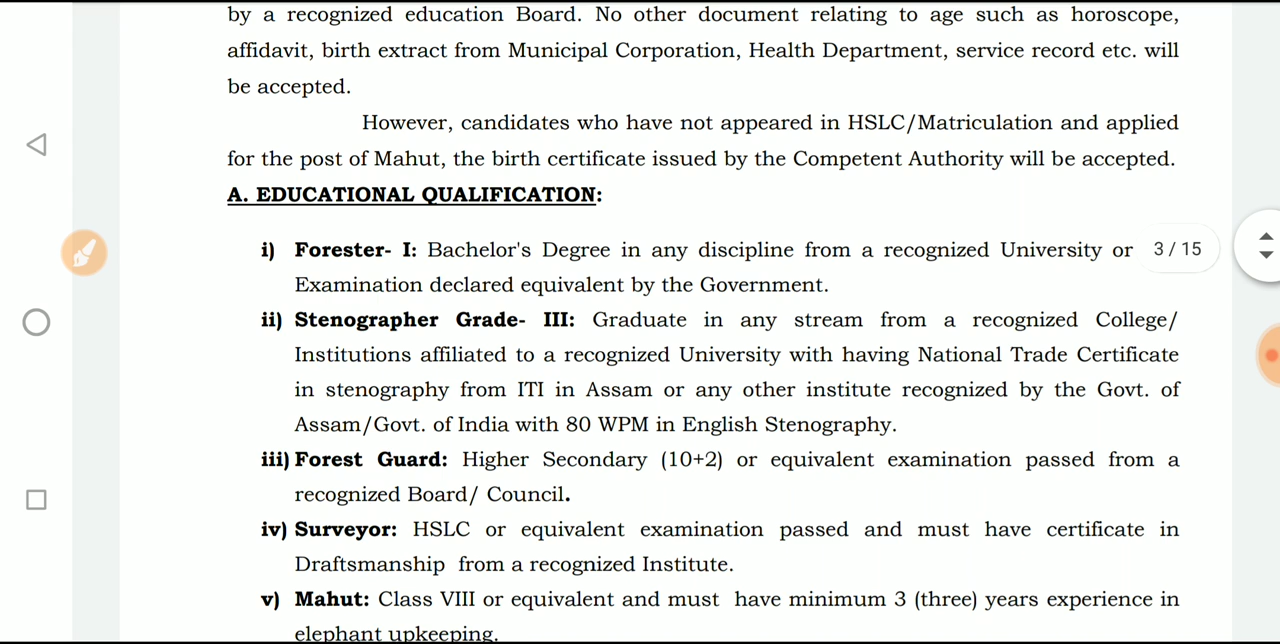 by a recognized education Board. No other document relating to age such as horoscope,
affidavit, birth extract from Municipal Corporation, Health Department, service record etc. will
be accepted.
However, candidates who have not appeared in HSLC/Matriculation and applied
for the post of Mahut, the birth certificate issued by the Competent Authority will be accepted.
A. EDUCATIONAL QUALIFICATION:
i) Forester- I: Bachelor's Degree in any discipline from a recognized University or
3 / 15
Examination declared equivalent by the Government.
ii) Stenographer Grade- III: Graduate in any stream from a recognized College/
Institutions affiliated to a recognized University with having National Trade Certificate
in stenography from ITI in Assam or any other institute recognized by the Govt. of
Assam/Govt. of India with 80 WPM in English Stenography.
iii) Forest Guard: Higher Secondary (10+2) or equivalent examination passed from a
recognized Board/ Council.
iv) Surveyor: HSLC or equivalent examination passed and must have certificate in
Draftsmanship from a recognized Institute.
v) Mahut: Class VIII or equivalent and must have minimum 3 (three) years experience in
elephant upkeeping.